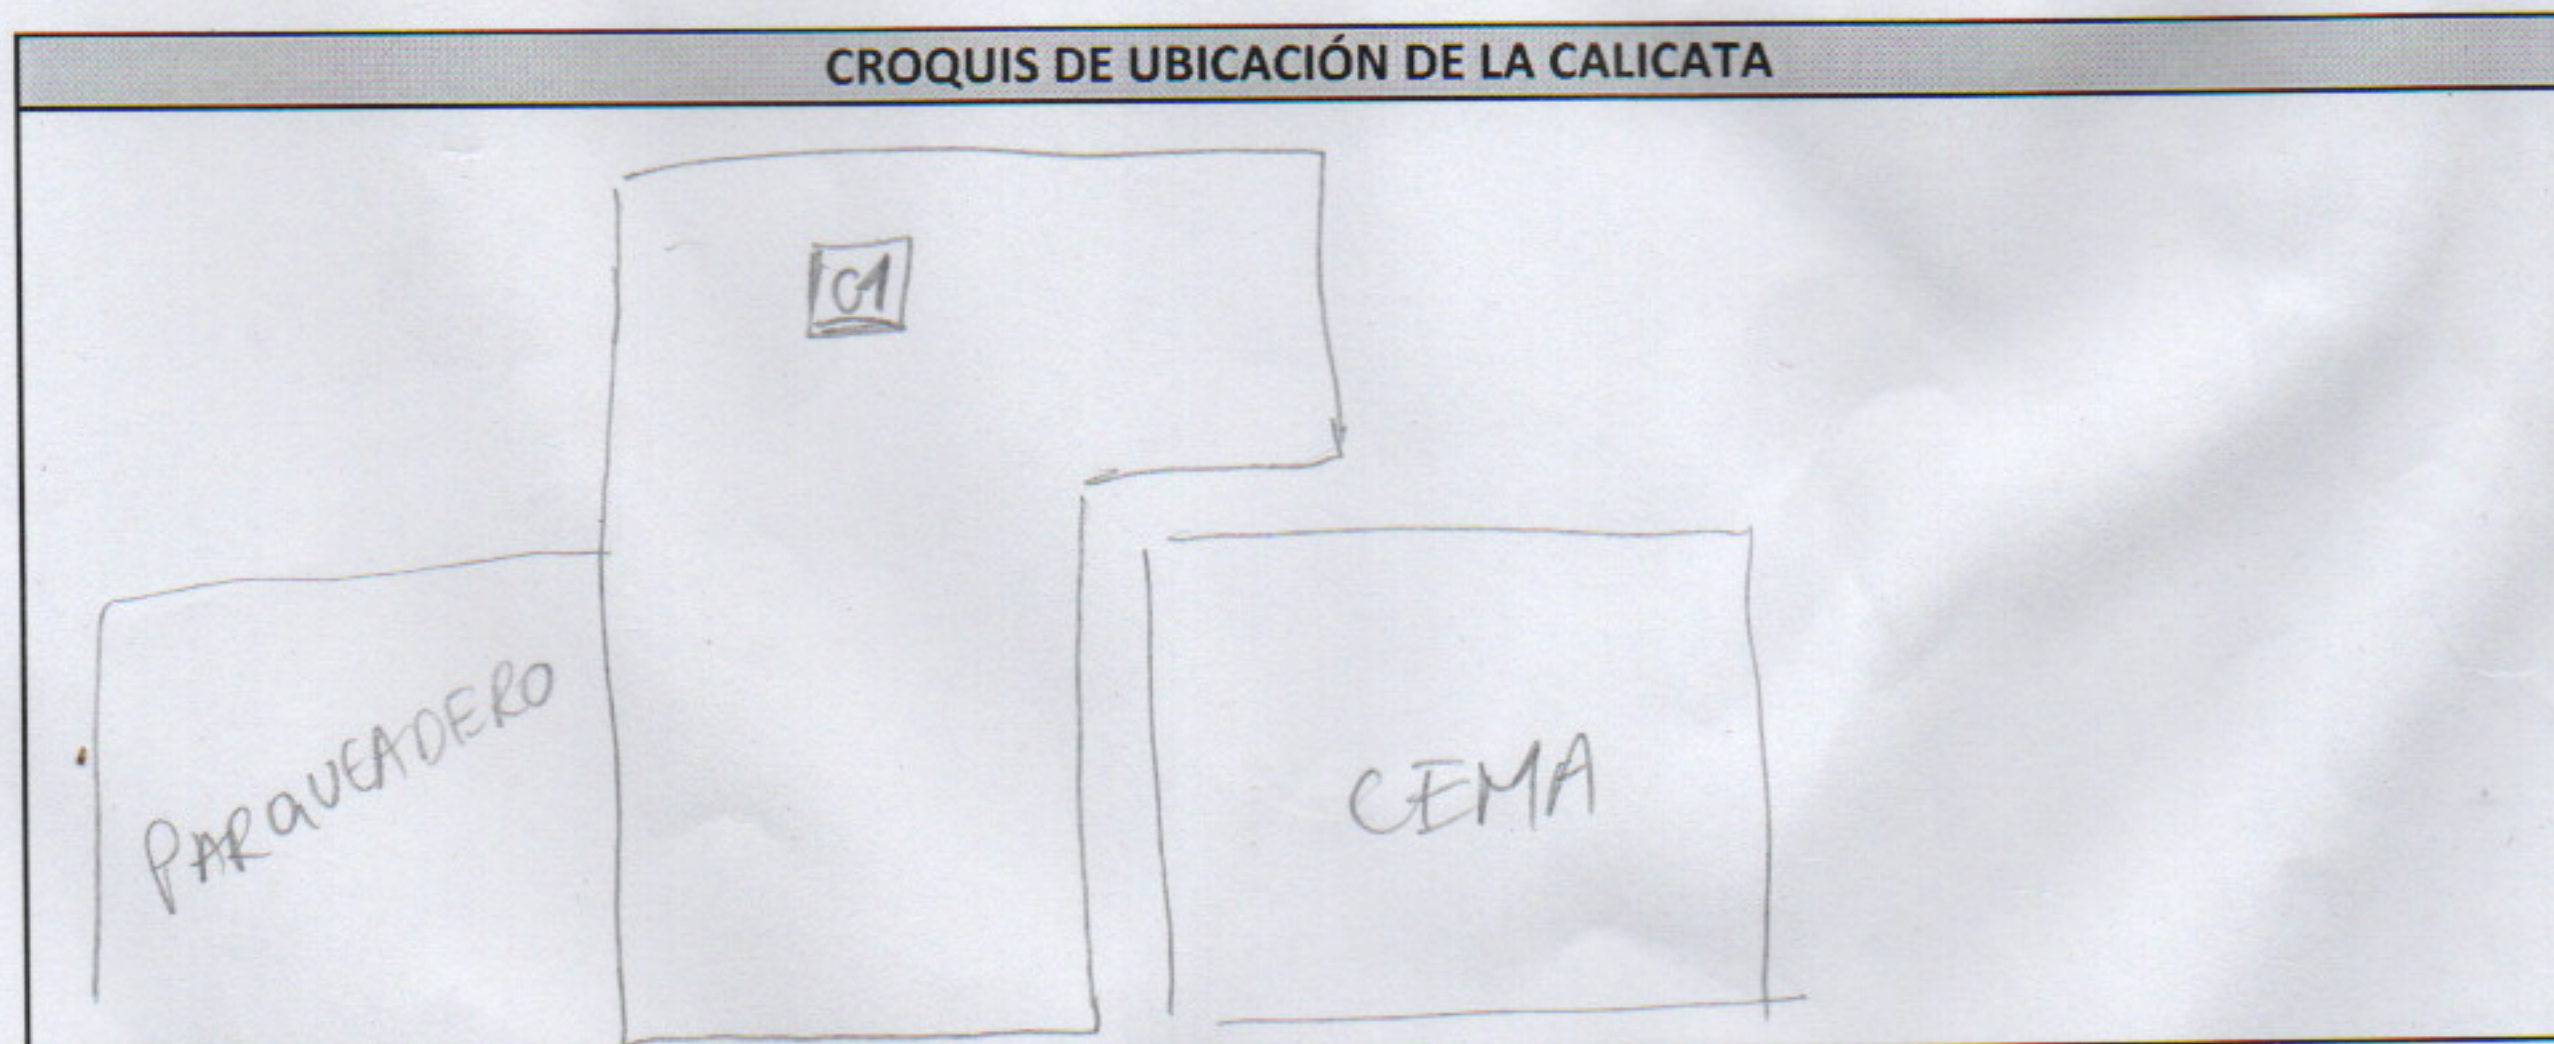 CROQUIS DE UBICACIÓN DE LA CALICATA
C1
PARQUEADERO
CEMA